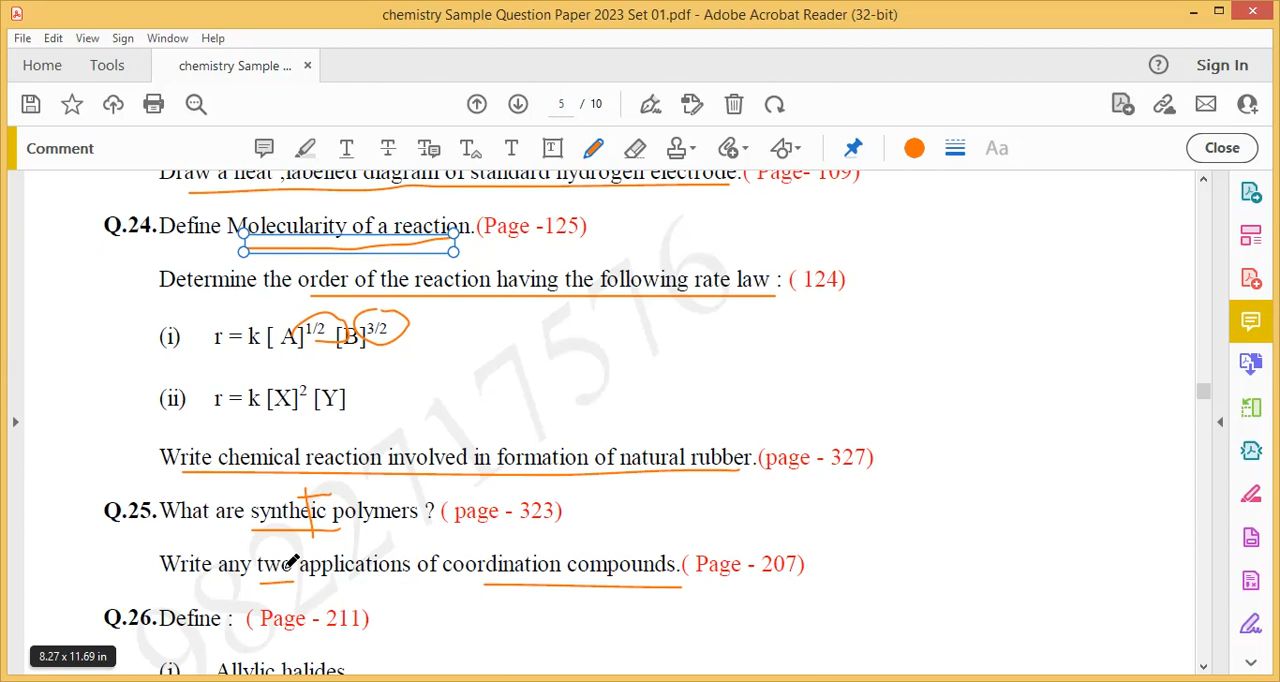 chemistry Sample Question Paper 2023 Set 01.pdf - Adobe Acrobat Reader (32-bit)
File Edit View Sign Window Help
Home Tools chemistry Sample ... × Sign In
5 / 10
Comment Aa Close
Draw a neat ,labelled diagram of standard hydrogen electrode.( Page- 109)
Q.24.Define Molecularity of a reaction.(Page -125)
Determine the order of the reaction having the following rate law : ( 124)
(i) r = k [ A]1/2 [B]3/2
(ii) r = k [X]2 [Y]
Write chemical reaction involved in formation of natural rubber.(page - 327)
Q.25.What are syntheic polymers ? ( page - 323)
Write any two applications of coordination compounds.( Page - 207)
Q.26.Define : ( Page - 211)
(i) Allylic halides
8.27 x 11.69 in
9822717576